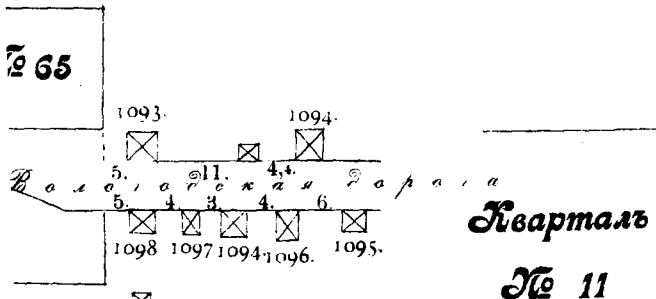 № 65
1093. 1094.
5. 11. 4,4.
Вологодская дорога
5. 4. 3. 4. 6.
1098 1097 1094. 1096. 1095.
Кварталъ
№ 11